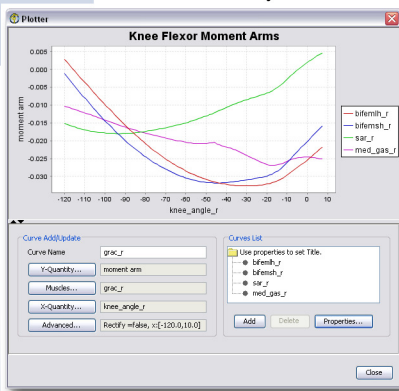 Plotter
Knee Flexor Moment Arms
moment arm
0.005
0.000
-0.005
-0.010
-0.015
-0.020
-0.025
-0.030
-120 -110 -100 -90 -80 -70 -60 -50 -40 -30 -20 -10 0 10
knee_angle_r
bifemlh_r
bifemsh_r
sar_r
med_gas_r
Curve Add/Update
Curve Name
grac_r
Y-Quantity...
moment arm
Muscles...
grac_r
X-Quantity...
knee_angle_r
Advanced...
Rectify =false, x:[-120.0,10.0]
Curves List
Use properties to set Title.
bifemlh_r
bifemsh_r
sar_r
med_gas_r
Add
Delete
Properties...
Close